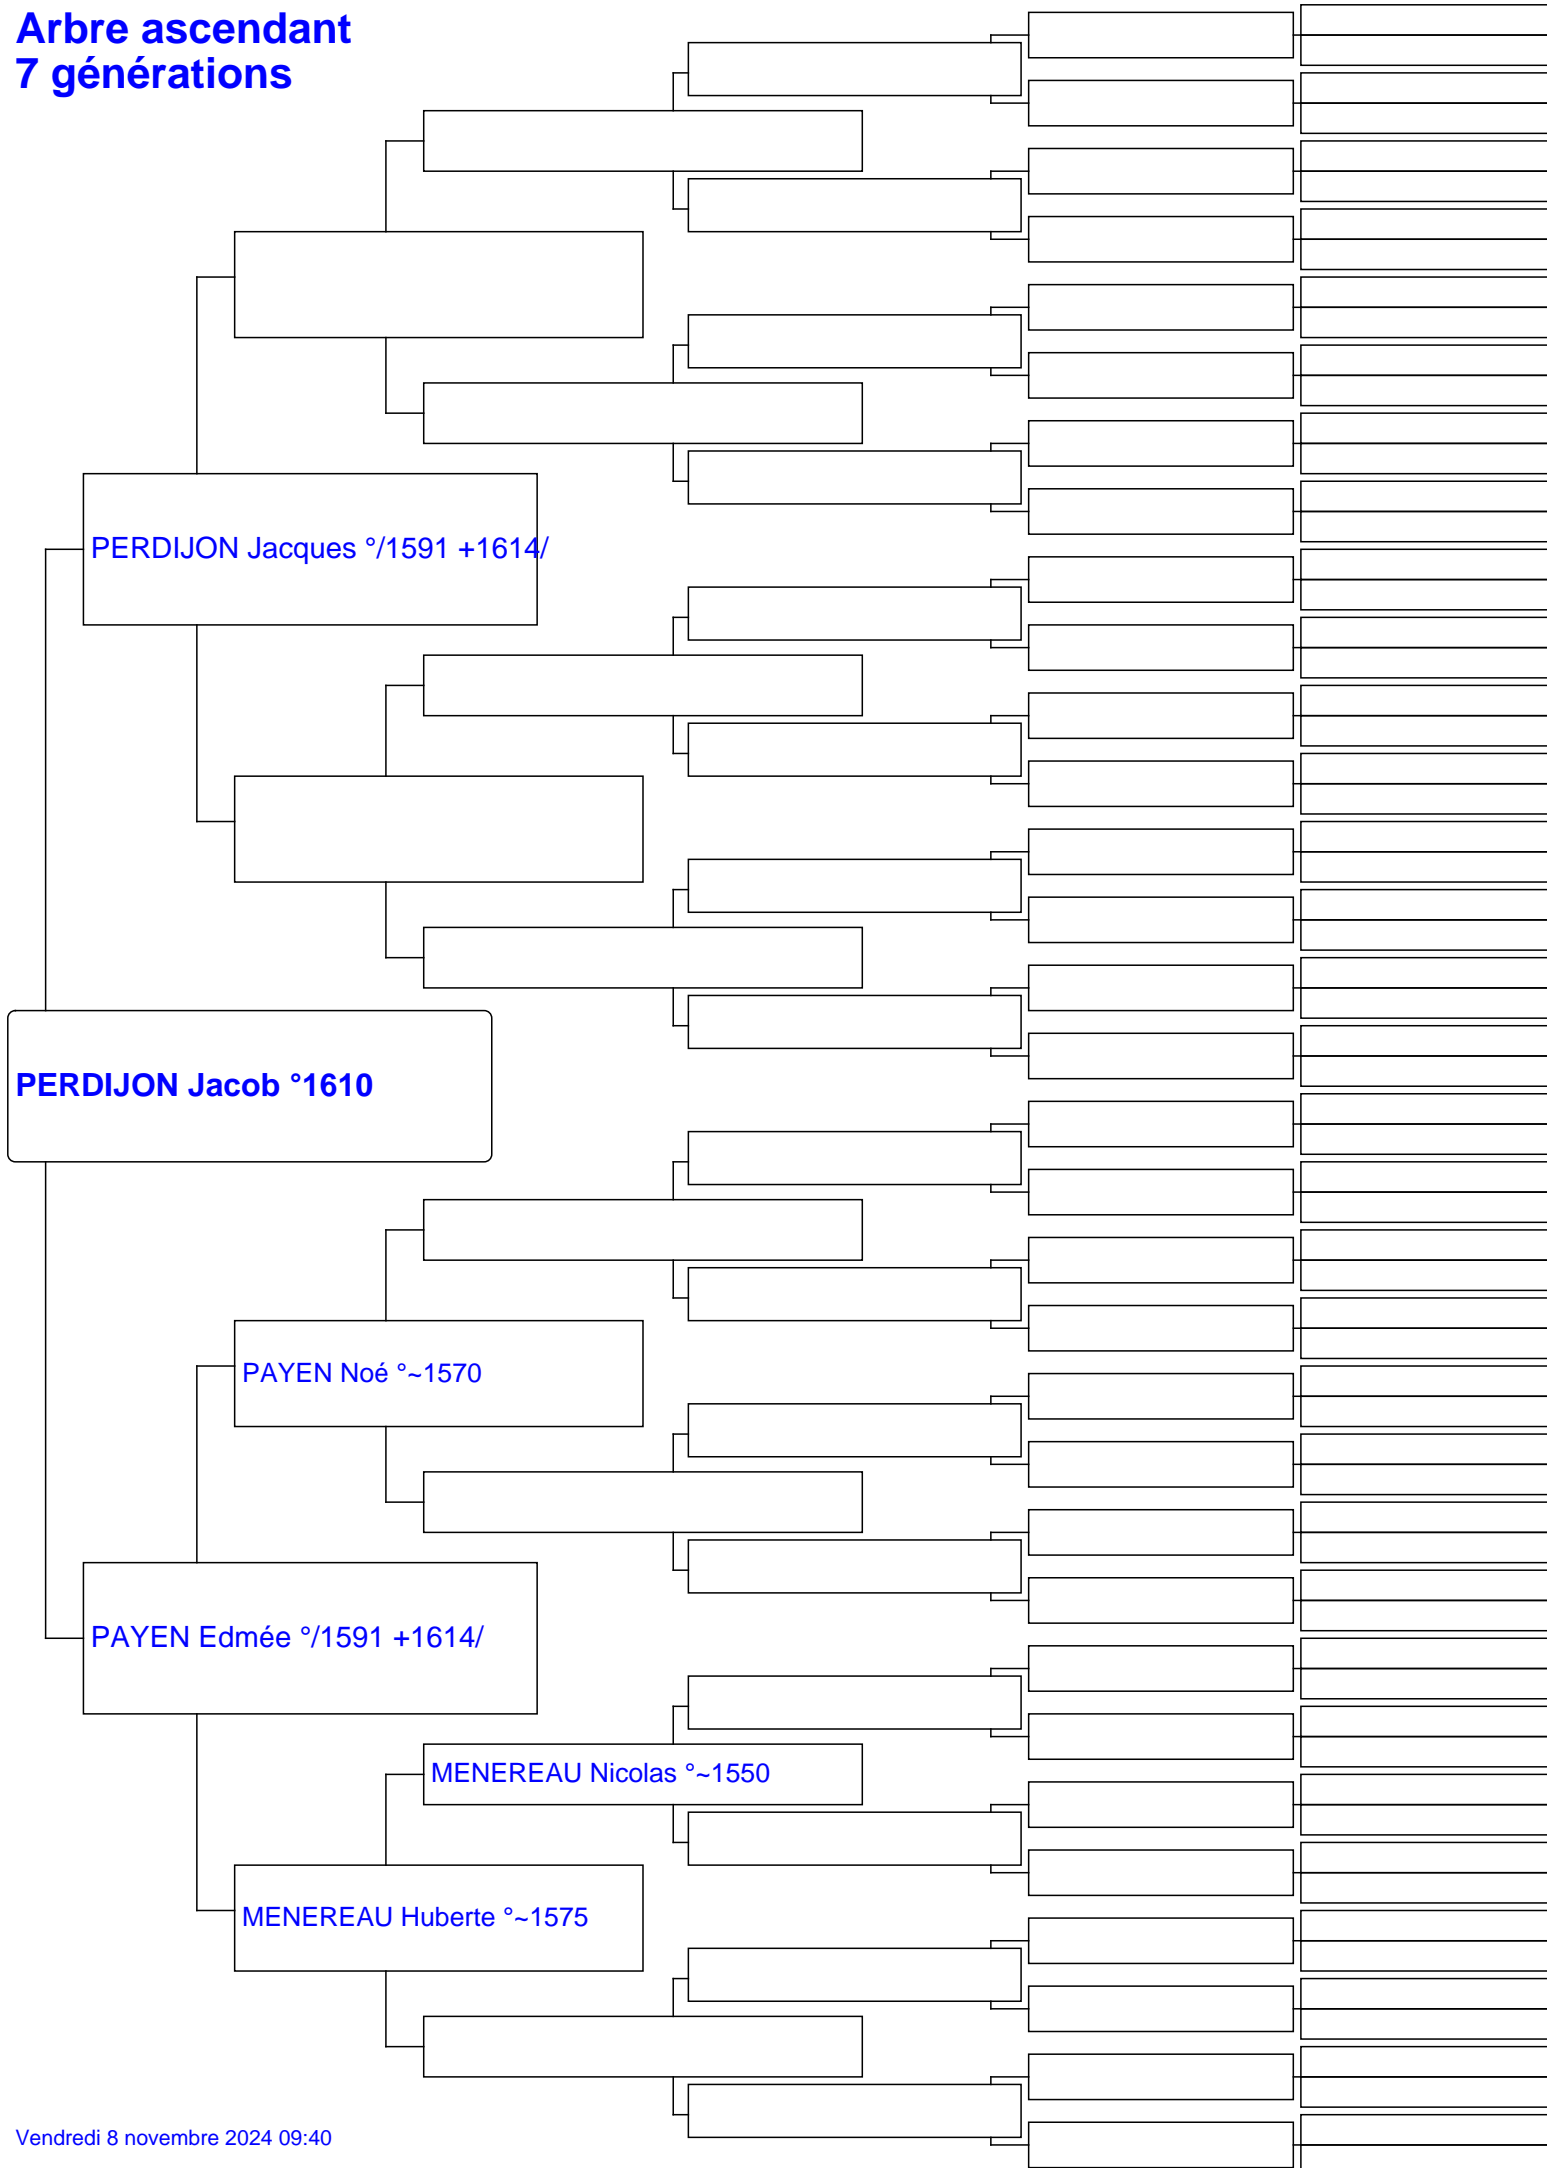 Arbre ascendant
7 générations
PERDIJON Jacques °/1591 +1614/
PERDIJON Jacob °1610
PAYEN Noé °~1570
PAYEN Edmée °/1591 +1614/
MENEREAU Nicolas °~1550
MENEREAU Huberte °~1575
Vendredi 8 novembre 2024 09:40